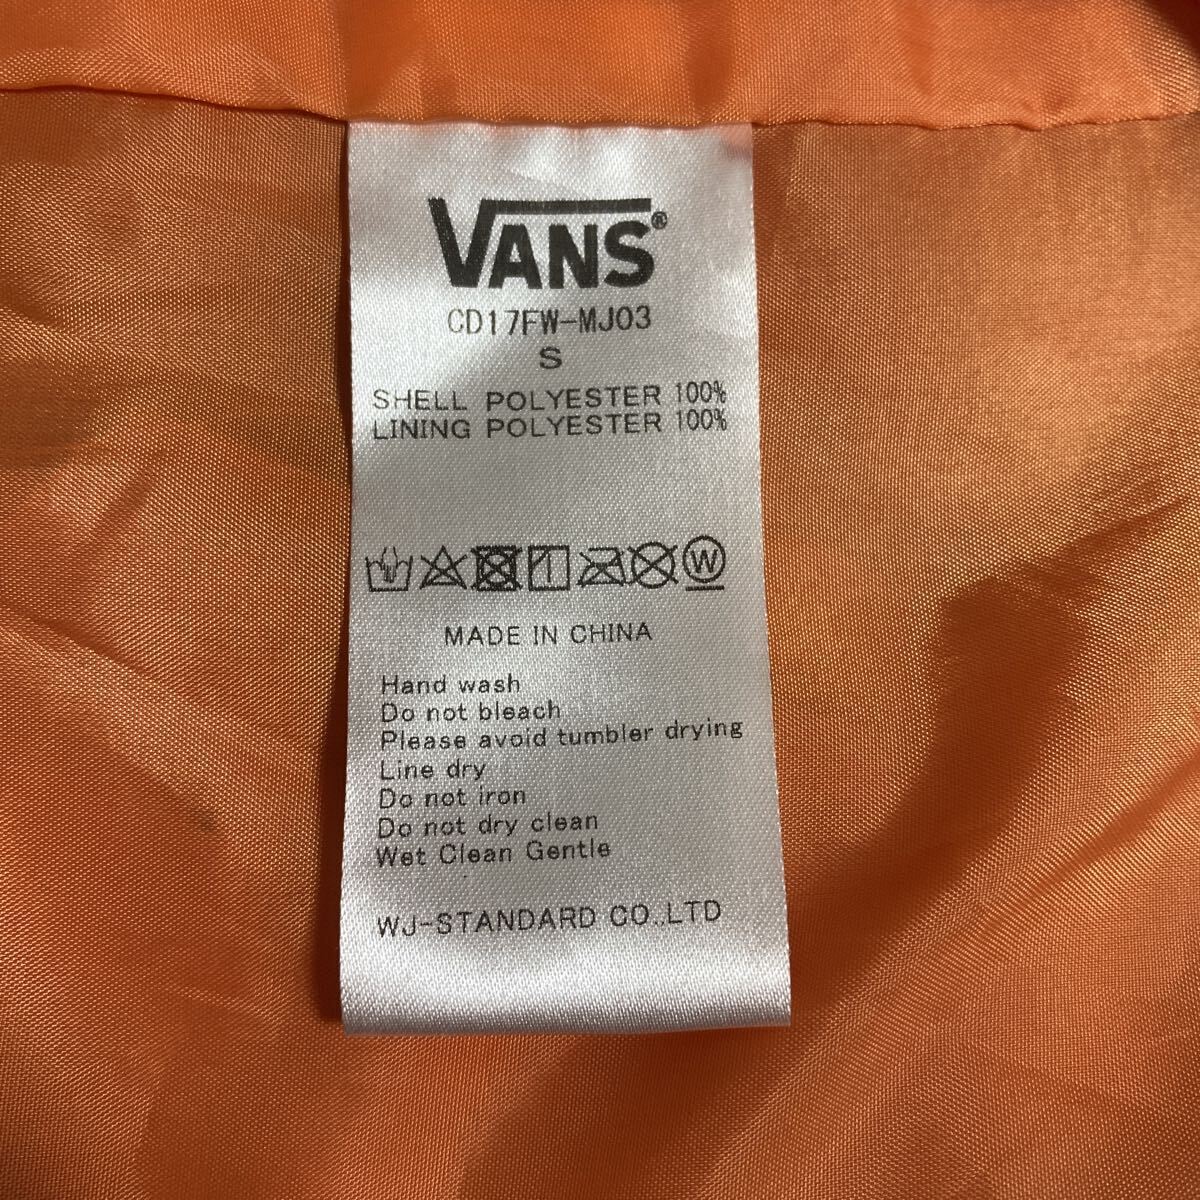 VANS®
CD17FW-MJ03
S
SHELL POLYESTER 100%
LINING POLYESTER 100%
W
MADE IN CHINA
Hand wash
Do not bleach
Please avoid tumbler drying
Line dry
Do not iron
Do not dry clean
Wet Clean Gentle
WJ-STANDARD CO.,LTD